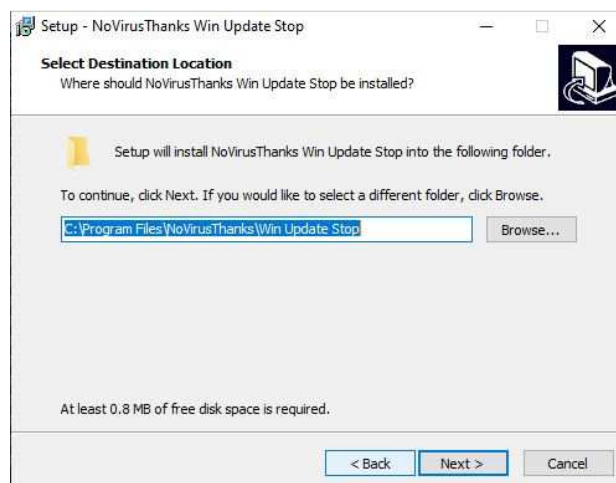 Setup - NoVirusThanks Win Update Stop
Select Destination Location
Where should NoVirusThanks Win Update Stop be installed?
Setup will install NoVirusThanks Win Update Stop into the following folder.
To continue, click Next. If you would like to select a different folder, click Browse.
C:\Program Files\NoVirusThanks\Win Update Stop
Browse...
At least 0.8 MB of free disk space is required.
< Back
Next >
Cancel